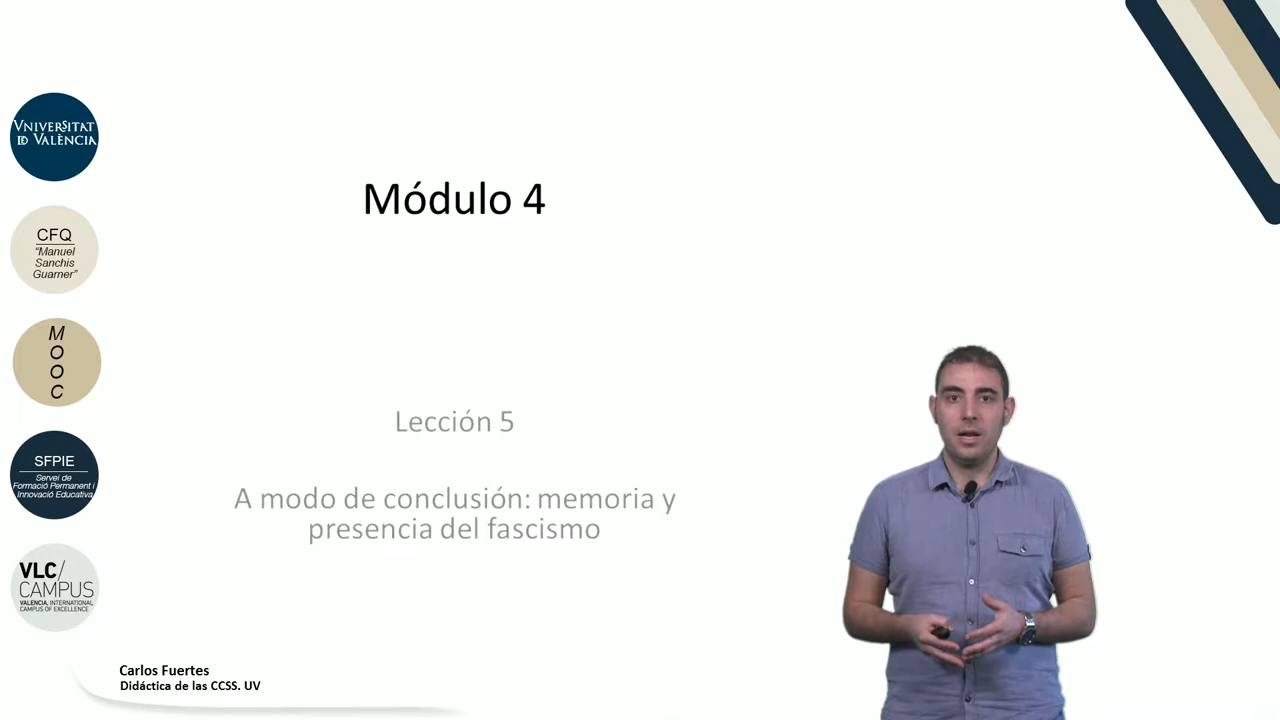 VNIVERSITAT
ID VALÈNCIA
CFQ
“Manuel
Sanchis
Guarner”
M
O
O
C
SFPIE
Servei de
Formació Permanent i
Innovació Educativa
VLC/
CAMPUS
VALENCIA, INTERNATIONAL
CAMPUS OF EXCELLENCE
Módulo 4
Lección 5
A modo de conclusión: memoria y
presencia del fascismo
Carlos Fuertes
Didáctica de las CCSS. UV